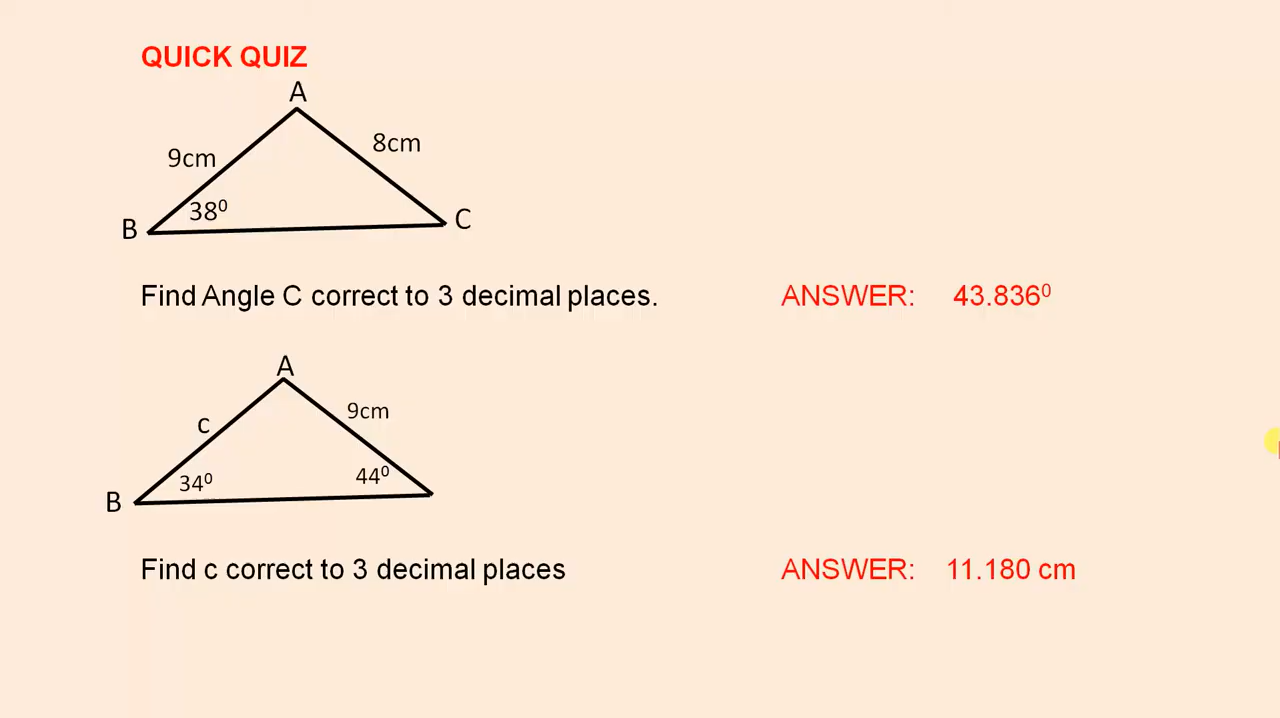 QUICK QUIZ
A
9cm
8cm
38⁰
B
C
Find Angle C correct to 3 decimal places.
ANSWER: 43.836⁰
A
c
9cm
34⁰
44⁰
B
Find c correct to 3 decimal places
ANSWER: 11.180 cm